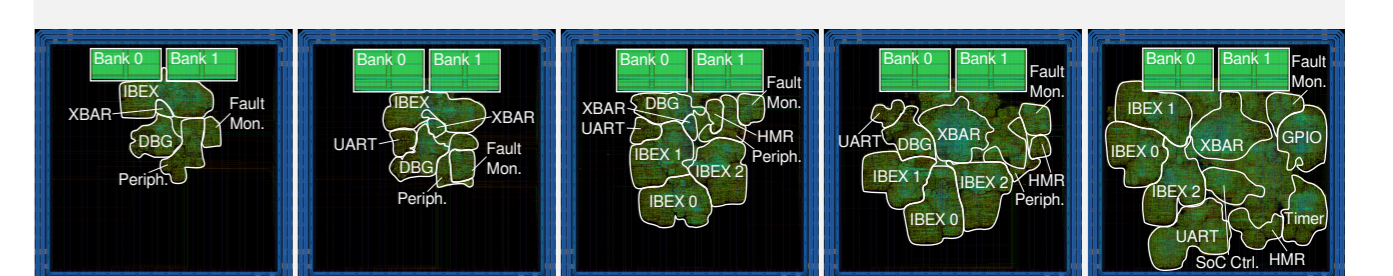 Bank 0 Bank 1
IBEX
XBAR
Fault
Mon.
DBG
Periph.
Bank 0 Bank 1
IBEX
XBAR
UART
DBG
Fault
Mon.
Periph.
Bank 0 Bank 1
Fault
Mon.
XBAR
DBG
UART
HMR
Periph.
IBEX 1
IBEX 2
IBEX 0
Bank 0 Bank 1
Fault
Mon.
UART
DBG
XBAR
IBEX 1
IBEX 2
HMR
Periph.
IBEX 0
Bank 0 Bank 1
Fault
Mon.
IBEX 1
GPIO
IBEX 0
XBAR
IBEX 2
Timer
UART
SoC Ctrl.
HMR